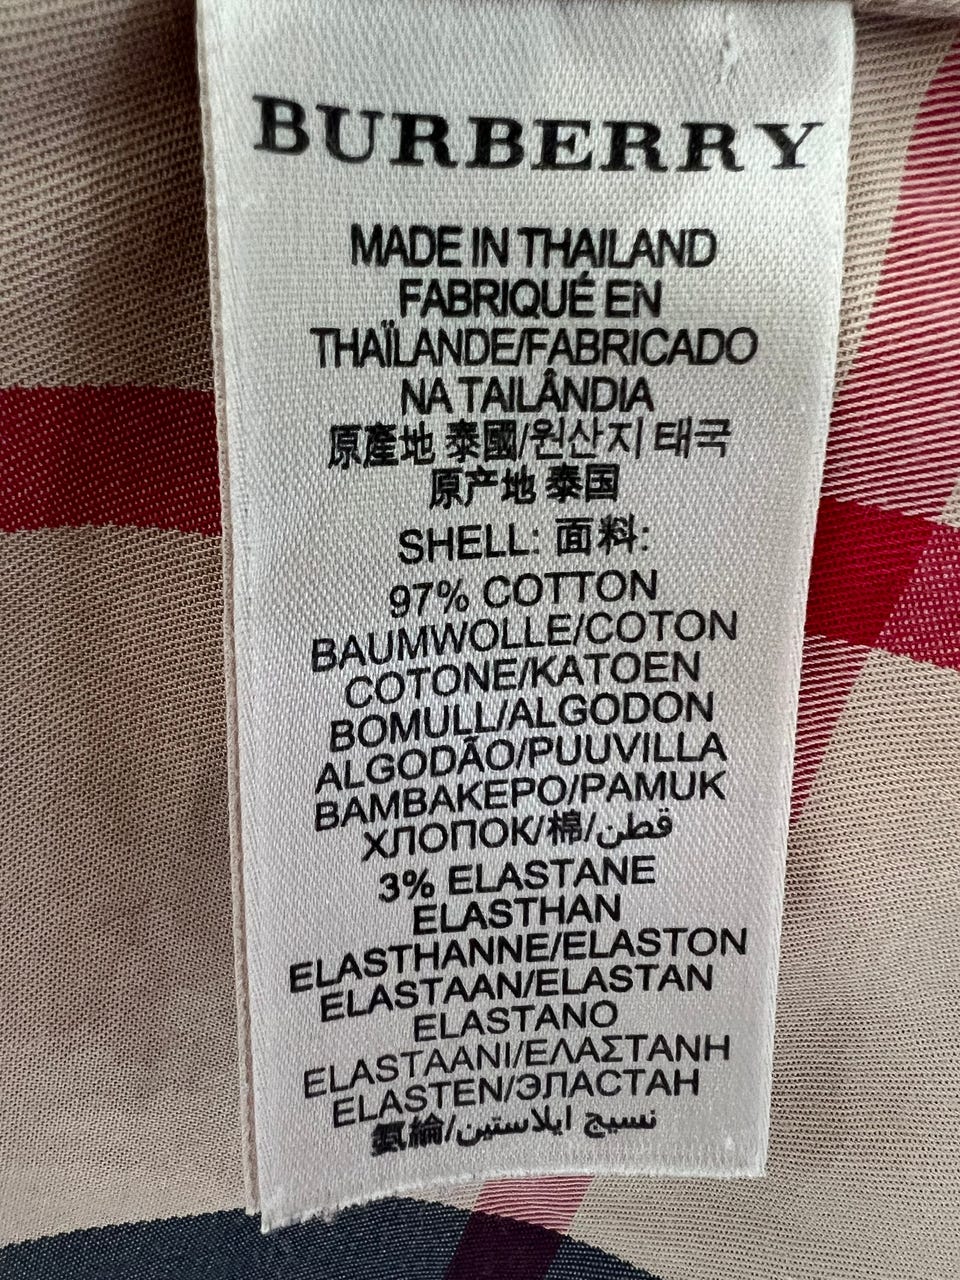 BURBERRY
MADE IN THAILAND
FABRIQUÉ EN
THAÏLANDE/FABRICADO
NA TAILÂNDIA
原產地 泰國/원산지 태국
原产地 泰国
SHELL: 面料:
97% COTTON
BAUMWOLLE/COTON
COTONE/KATOEN
BOMULL/ALGODON
ALGODÃO/PUUVILLA
BAMBAKEPO/PAMUK
ХЛОПОК/棉/قطن
3% ELASTANE
ELASTHAN
ELASTHANNE/ELASTON
ELASTAAN/ELASTAN
ELASTANO
ELASTAANI/ΕΛΑΣΤΑΝΗ
ELASTEN/ЭЛАСТАН
氨綸/نسيج ايلاستين